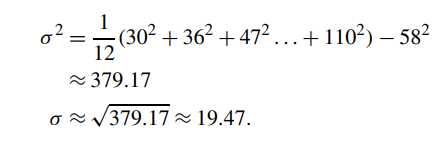 σ² = 1/12 (30² + 36² + 47² ... + 110²) − 58²
≈ 379.17
σ ≈ √379.17 ≈ 19.47.